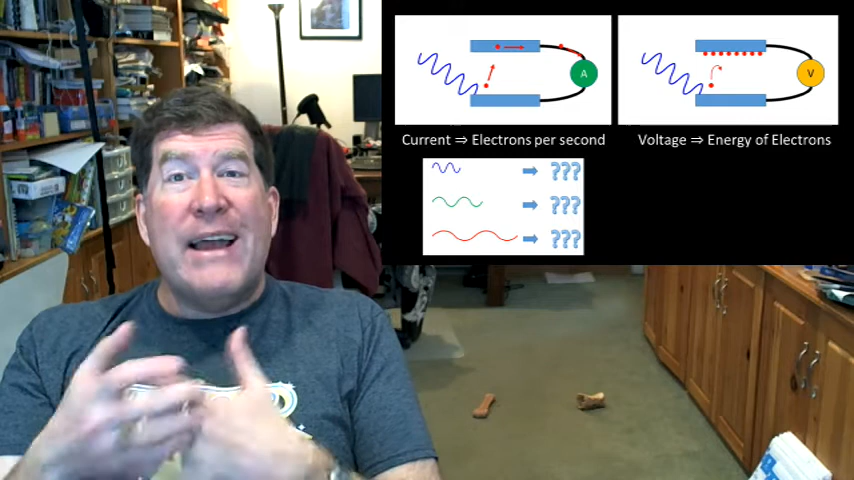 A
V
Current ⇒ Electrons per second
Voltage ⇒ Energy of Electrons
???
???
???